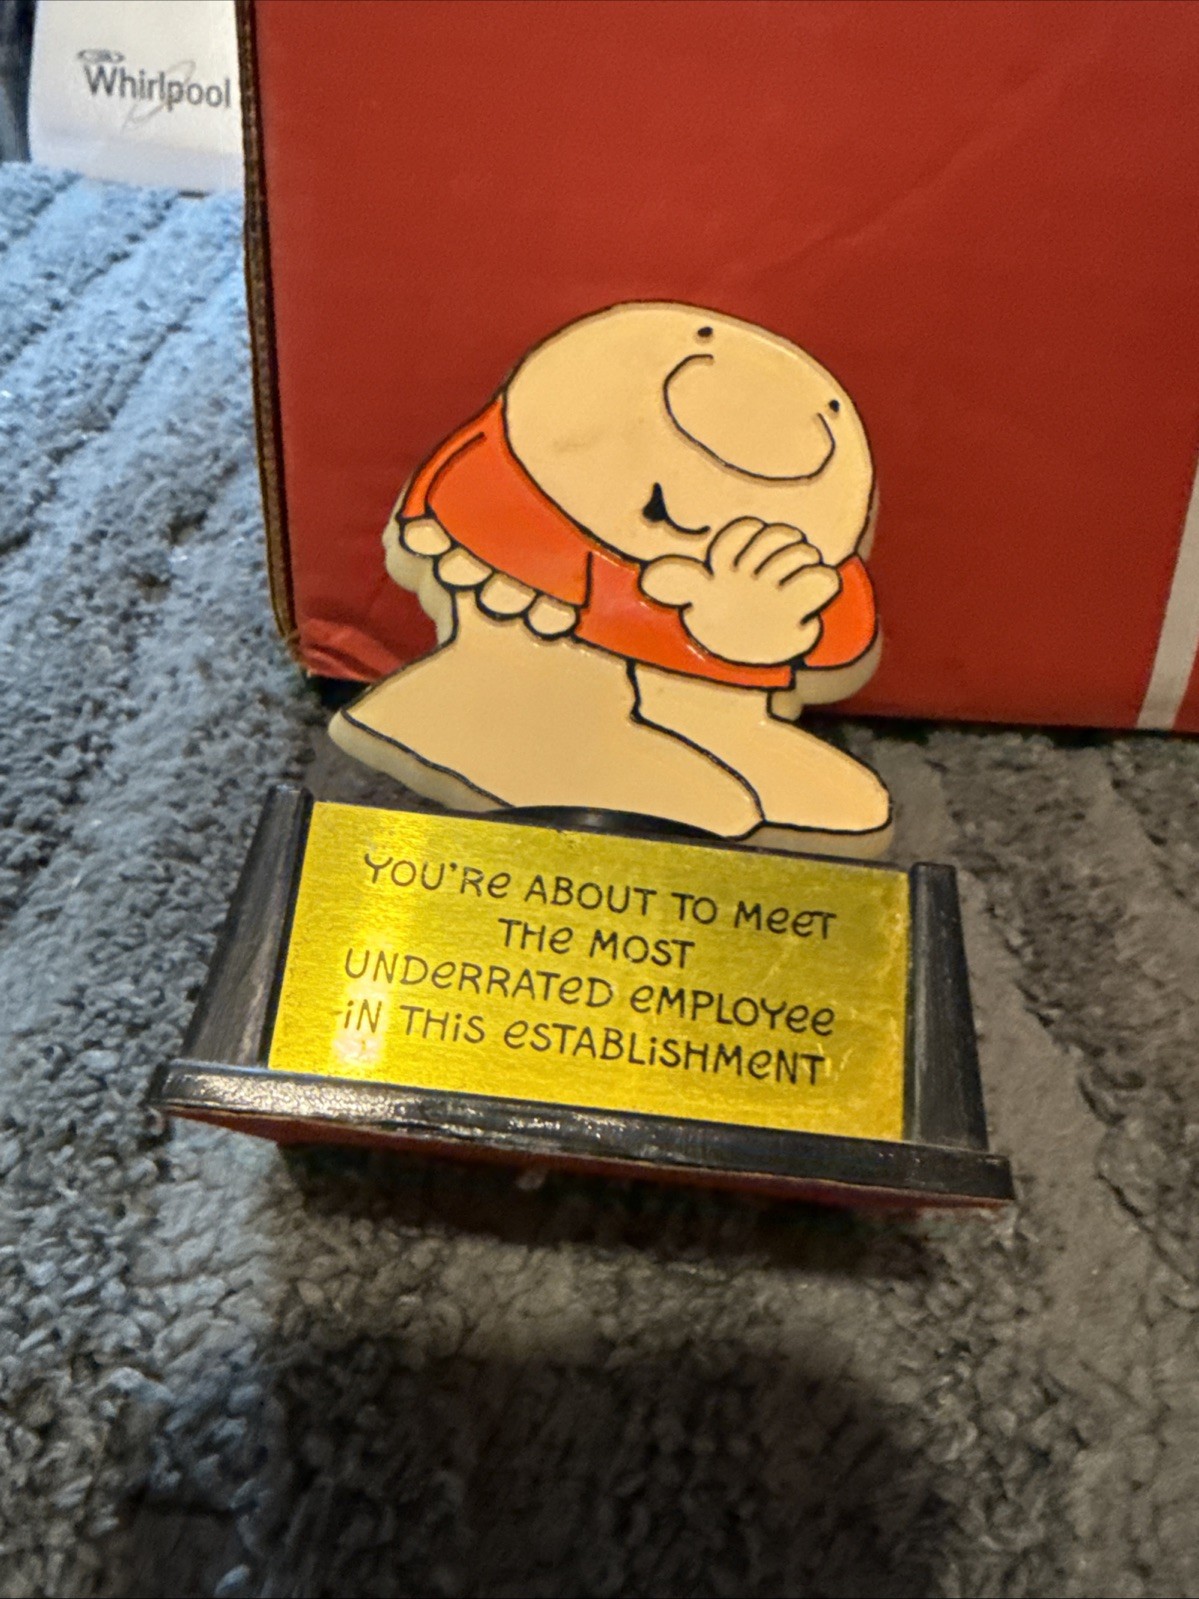 Whirlpool
YOU'Re ABOUT TO MeeT
THe MOST
UNDeRRATeD eMPLOYee
iN THiS eSTABLiSHMeNT